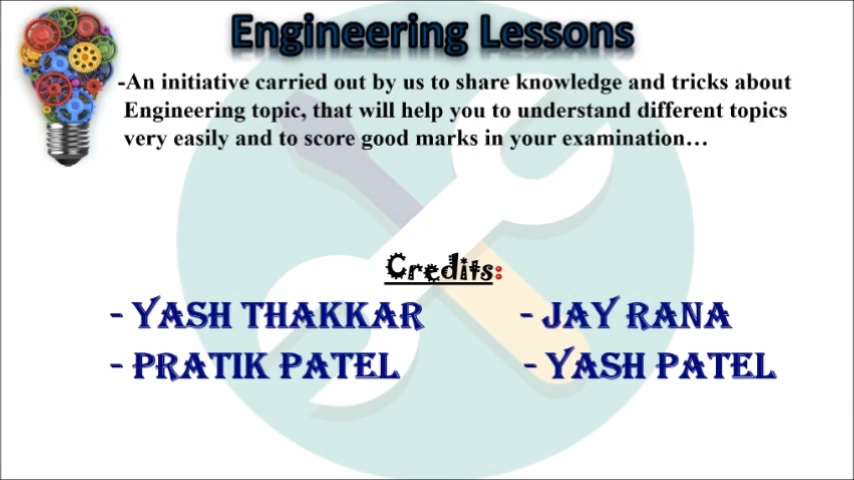 Engineering Lessons
-An initiative carried out by us to share knowledge and tricks about
Engineering topic, that will help you to understand different topics
very easily and to score good marks in your examination...
Credits:
- YASH THAKKAR
- JAY RANA
- PRATIK PATEL
- YASH PATEL